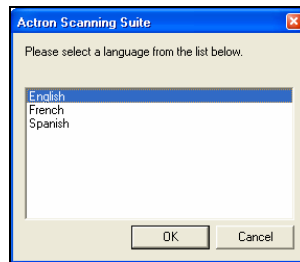 Actron Scanning Suite
Please select a language from the list below.
English
French
Spanish
OK
Cancel